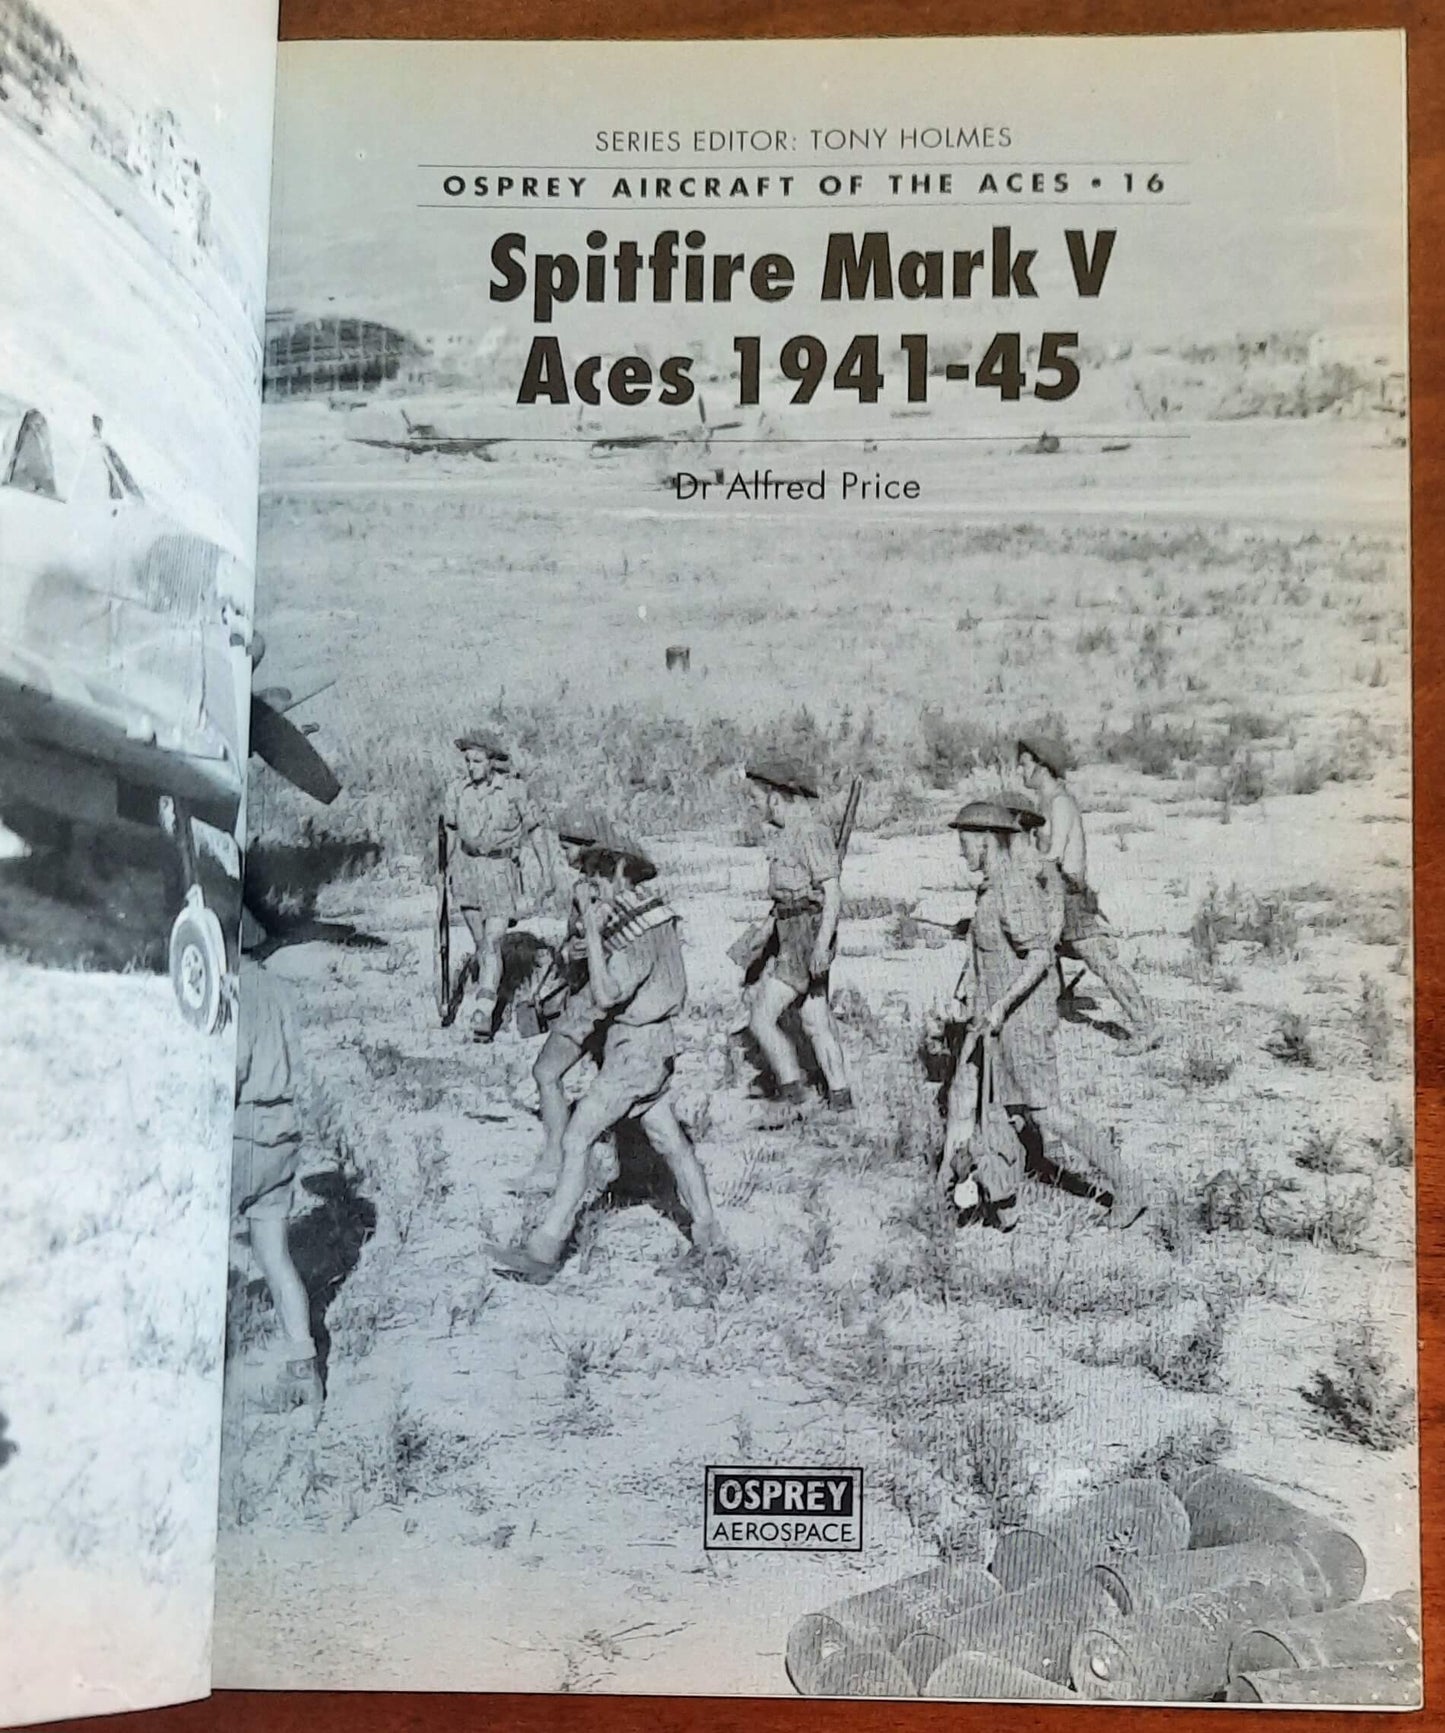 SERIES EDITOR: TONY HOLMES
OSPREY AIRCRAFT OF THE ACES • 16
Spitfire Mark V
Aces 1941-45
Dr Alfred Price
OSPREY
AEROSPACE